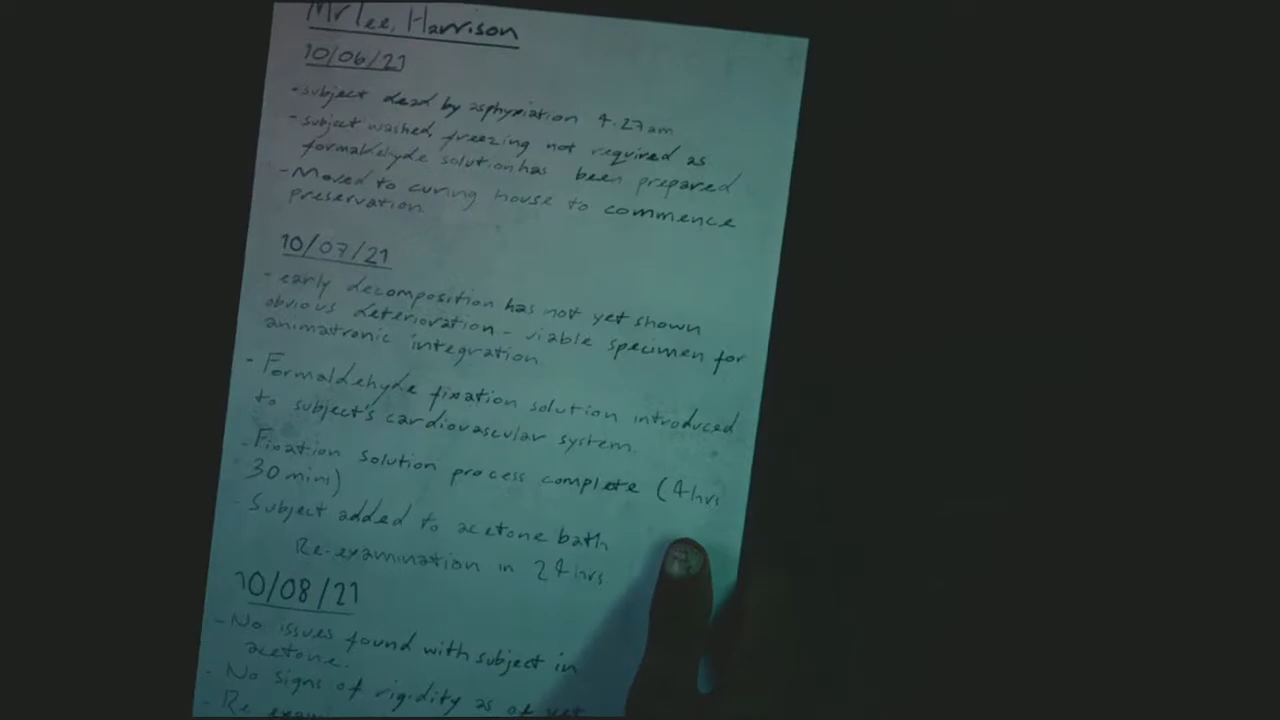 Mr Lee, Harrison
10/06/21
- subject dead by asphyxiation 4.27am
- subject washed, freezing not required as
formaldehyde solution has been prepared
- Moved to curing house to commence
preservation
10/07/21
- early decomposition has not yet shown
obvious deterioration - viable specimen for
animatronic integration.
- Formaldehyde fixation solution introduced
to subject's cardiovascular system.
- Fixation solution process complete (4hrs
30min)
- Subject added to acetone bath
Re-examination in 24hrs.
10/08/21
- No issues found with subject in
acetone.
- No signs of rigidity as of yet
- Re